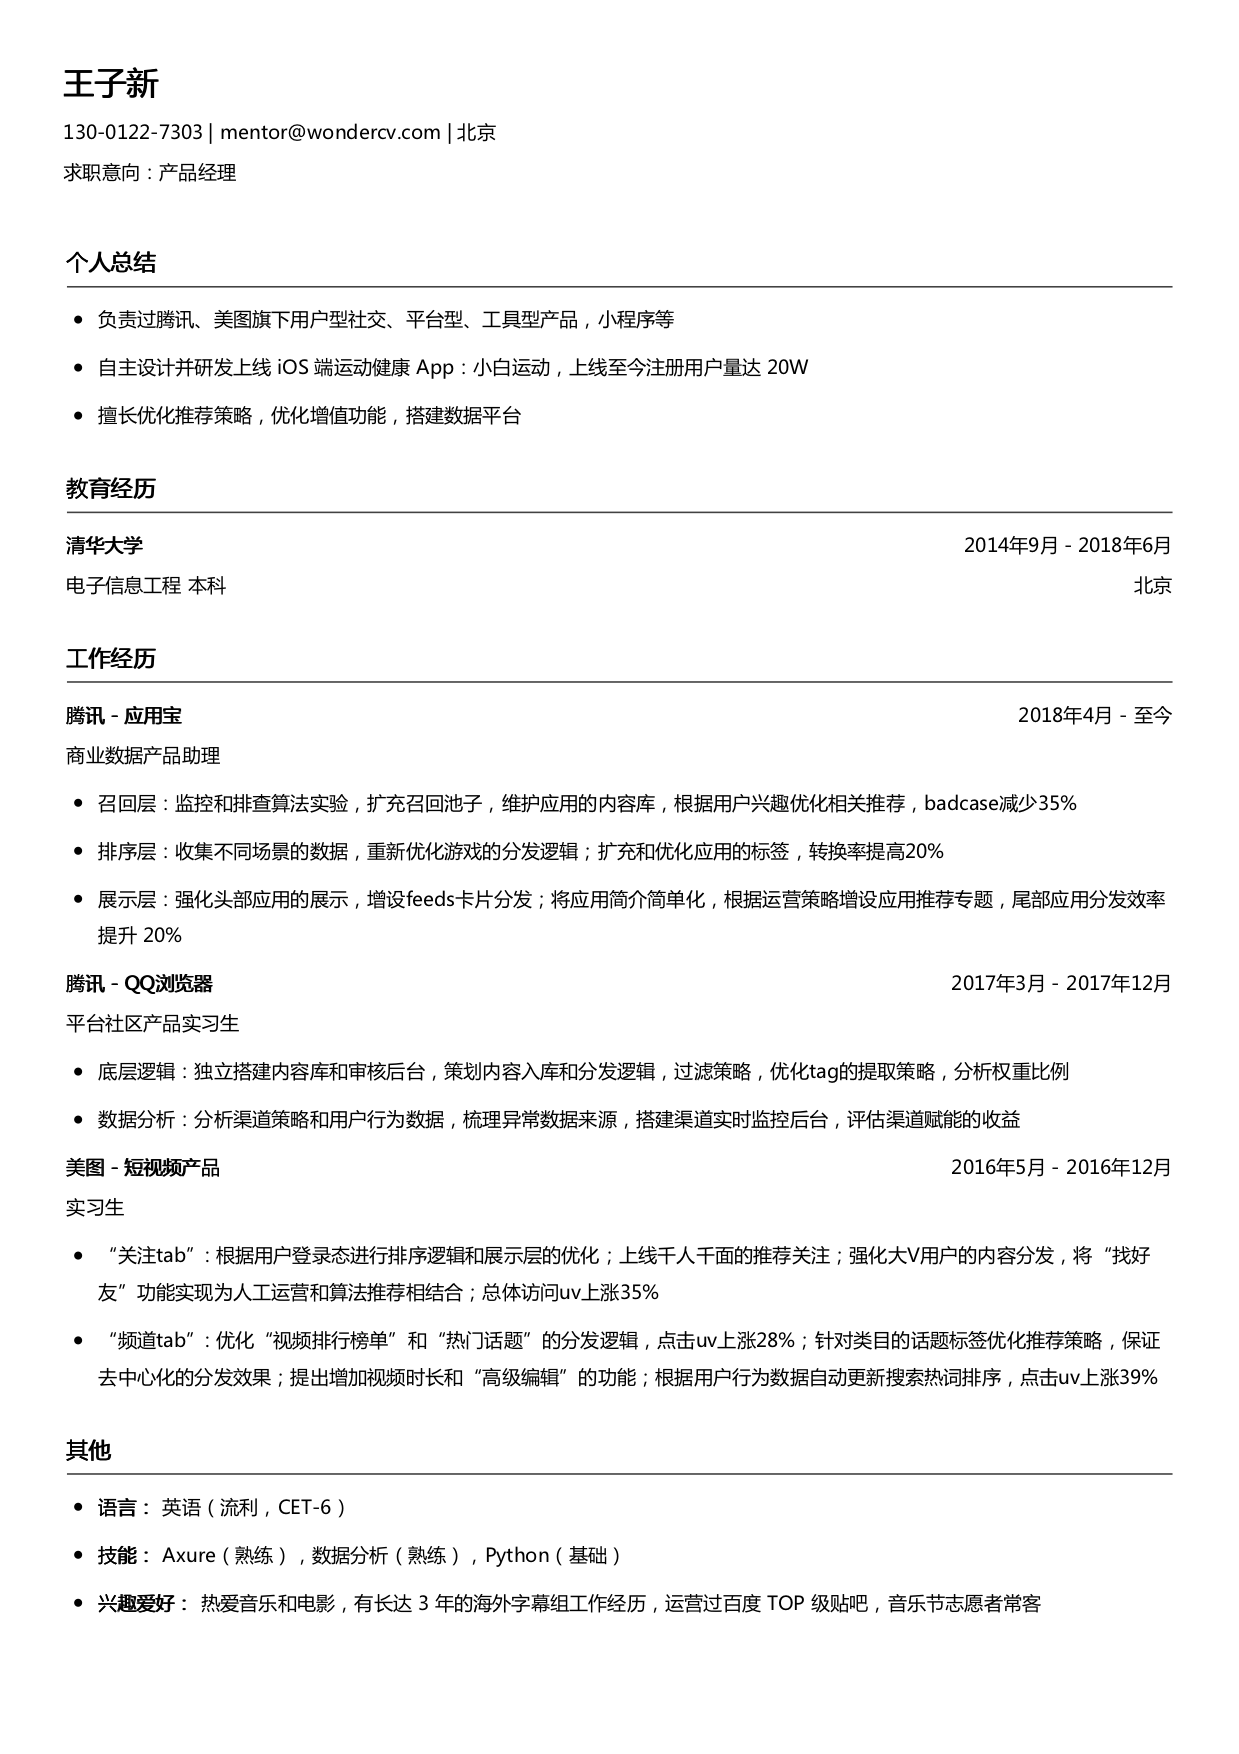 王子新
130-0122-7303 | mentor@wondercv.com | 北京
求职意向：产品经理
个人总结
● 负责过腾讯、美图旗下用户型社交、平台型、工具型产品，小程序等
● 自主设计并研发上线 iOS 端运动健康 App：小白运动，上线至今注册用户量达 20W
● 擅长优化推荐策略，优化增值功能，搭建数据平台
教育经历
清华大学 2014年9月 - 2018年6月
电子信息工程 本科 北京
工作经历
腾讯 - 应用宝 2018年4月 - 至今
商业数据产品助理
● 召回层：监控和排查算法实验，扩充召回池子，维护应用的内容库，根据用户兴趣优化相关推荐，badcase减少35%
● 排序层：收集不同场景的数据，重新优化游戏的分发逻辑；扩充和优化应用的标签，转换率提高20%
● 展示层：强化头部应用的展示，增设feeds卡片分发；将应用简介简单化，根据运营策略增设应用推荐专题，尾部应用分发效率
提升 20%
腾讯 - QQ浏览器 2017年3月 - 2017年12月
平台社区产品实习生
● 底层逻辑：独立搭建内容库和审核后台，策划内容入库和分发逻辑，过滤策略，优化tag的提取策略，分析权重比例
● 数据分析：分析渠道策略和用户行为数据，梳理异常数据来源，搭建渠道实时监控后台，评估渠道赋能的收益
美图 - 短视频产品 2016年5月 - 2016年12月
实习生
● “关注tab”：根据用户登录态进行排序逻辑和展示层的优化；上线千人千面的推荐关注；强化大V用户的内容分发，将“找好
友”功能实现为人工运营和算法推荐相结合；总体访问uv上涨35%
● “频道tab”：优化“视频排行榜单”和“热门话题”的分发逻辑，点击uv上涨28%；针对类目的话题标签优化推荐策略，保证
去中心化的分发效果；提出增加视频时长和“高级编辑”的功能；根据用户行为数据自动更新搜索热词排序，点击uv上涨39%
其他
● 语言： 英语（流利，CET-6）
● 技能： Axure（熟练），数据分析（熟练），Python（基础）
● 兴趣爱好： 热爱音乐和电影，有长达 3 年的海外字幕组工作经历，运营过百度 TOP 级贴吧，音乐节志愿者常客